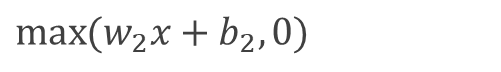 max(w₂x + b₂, 0)